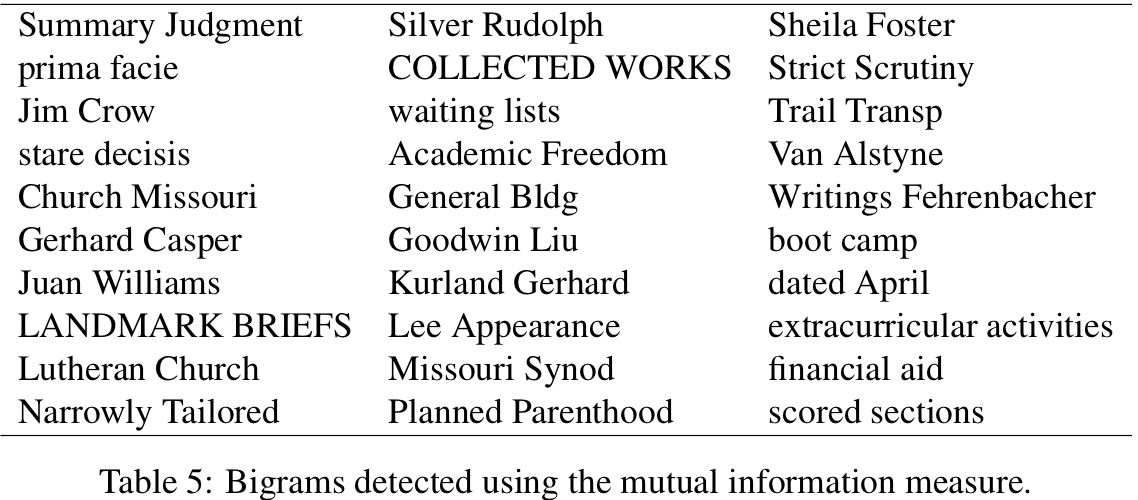 Summary Judgment Silver Rudolph Sheila Foster
prima facie COLLECTED WORKS Strict Scrutiny
Jim Crow waiting lists Trail Transp
stare decisis Academic Freedom Van Alstyne
Church Missouri General Bldg Writings Fehrenbacher
Gerhard Casper Goodwin Liu boot camp
Juan Williams Kurland Gerhard dated April
LANDMARK BRIEFS Lee Appearance extracurricular activities
Lutheran Church Missouri Synod financial aid
Narrowly Tailored Planned Parenthood scored sections
Table 5: Bigrams detected using the mutual information measure.